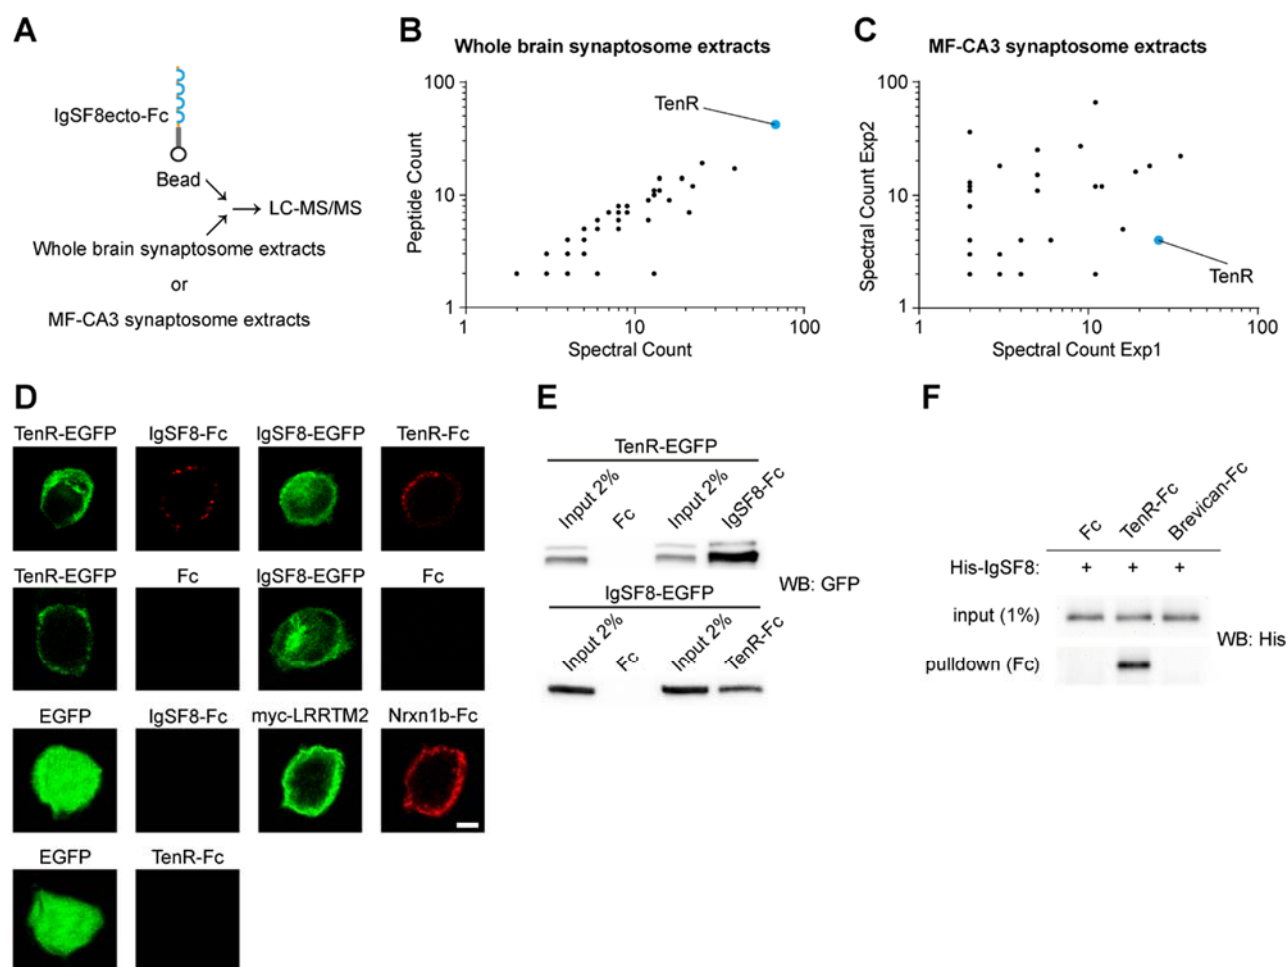 A
IgSF8ecto-Fc
Bead
LC-MS/MS
Whole brain synaptosome extracts
or
MF-CA3 synaptosome extracts
B
Whole brain synaptosome extracts
TenR
100
10
1
Peptide Count
1
10
100
Spectral Count
C
MF-CA3 synaptosome extracts
100
10
1
Spectral Count Exp2
TenR
1
10
100
Spectral Count Exp1
D
TenR-EGFP IgSF8-Fc IgSF8-EGFP TenR-Fc
TenR-EGFP Fc IgSF8-EGFP Fc
EGFP IgSF8-Fc myc-LRRTM2 Nrxn1b-Fc
EGFP TenR-Fc
E
TenR-EGFP
Input 2% Fc Input 2% IgSF8-Fc
WB: GFP
IgSF8-EGFP
Input 2% Fc Input 2% TenR-Fc
F
Fc TenR-Fc Brevican-Fc
His-IgSF8: + + +
input (1%)
WB: His
pulldown (Fc)